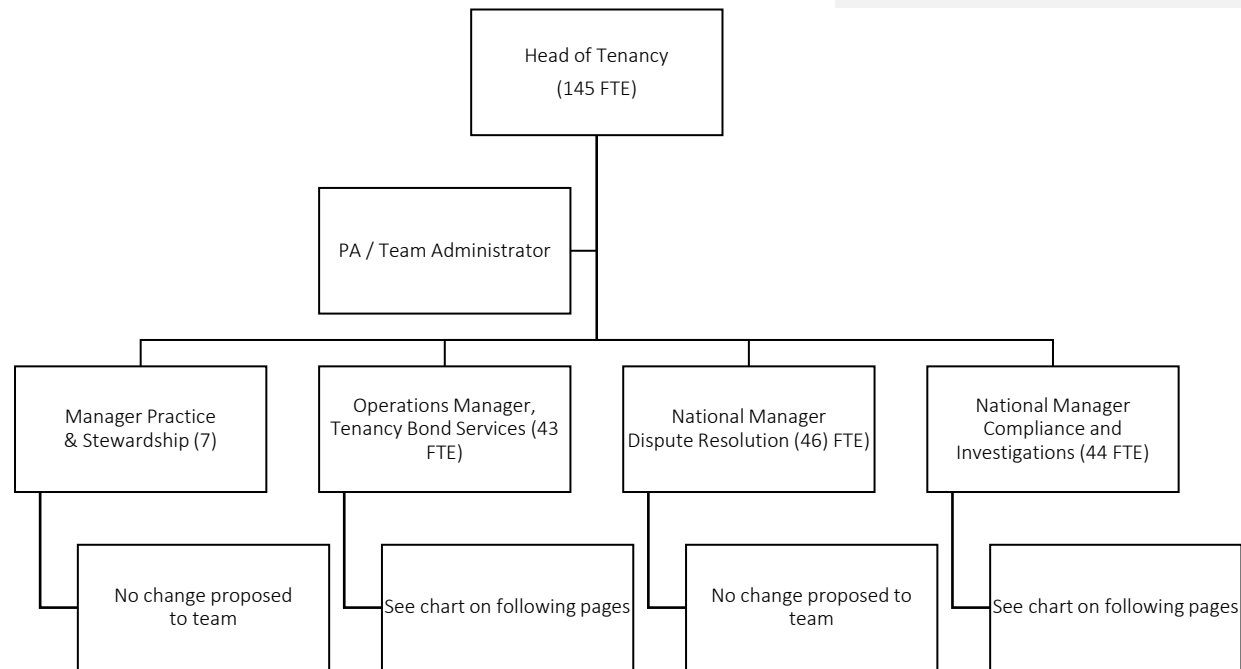 Head of Tenancy
(145 FTE)
PA / Team Administrator
Manager Practice
& Stewardship (7)
Operations Manager,
Tenancy Bond Services (43
FTE)
National Manager
Dispute Resolution (46) FTE)
National Manager
Compliance and
Investigations (44 FTE)
No change proposed
to team
See chart on following pages
No change proposed to
team
See chart on following pages